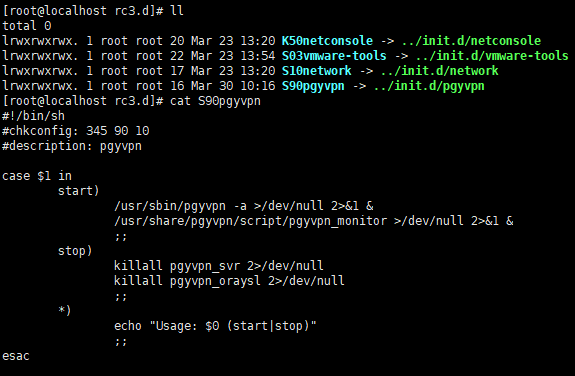 [root@localhost rc3.d]# ll
total 0
lrwxrwxrwx. 1 root root 20 Mar 23 13:20 K50netconsole -> ../init.d/netconsole
lrwxrwxrwx. 1 root root 22 Mar 23 13:54 S03vmware-tools -> ../init.d/vmware-tools
lrwxrwxrwx. 1 root root 17 Mar 23 13:20 S10network -> ../init.d/network
lrwxrwxrwx. 1 root root 16 Mar 30 10:16 S90pgyvpn -> ../init.d/pgyvpn
[root@localhost rc3.d]# cat S90pgyvpn
#!/bin/sh
#chkconfig: 345 90 10
#description: pgyvpn

case $1 in
        start)
                /usr/sbin/pgyvpn -a >/dev/null 2>&1 &
                /usr/share/pgyvpn/script/pgyvpn_monitor >/dev/null 2>&1 &
                ;;
        stop)
                killall pgyvpn_svr 2>/dev/null
                killall pgyvpn_oraysl 2>/dev/null
                ;;
        *)
                echo "Usage: $0 (start|stop)"
                ;;
esac